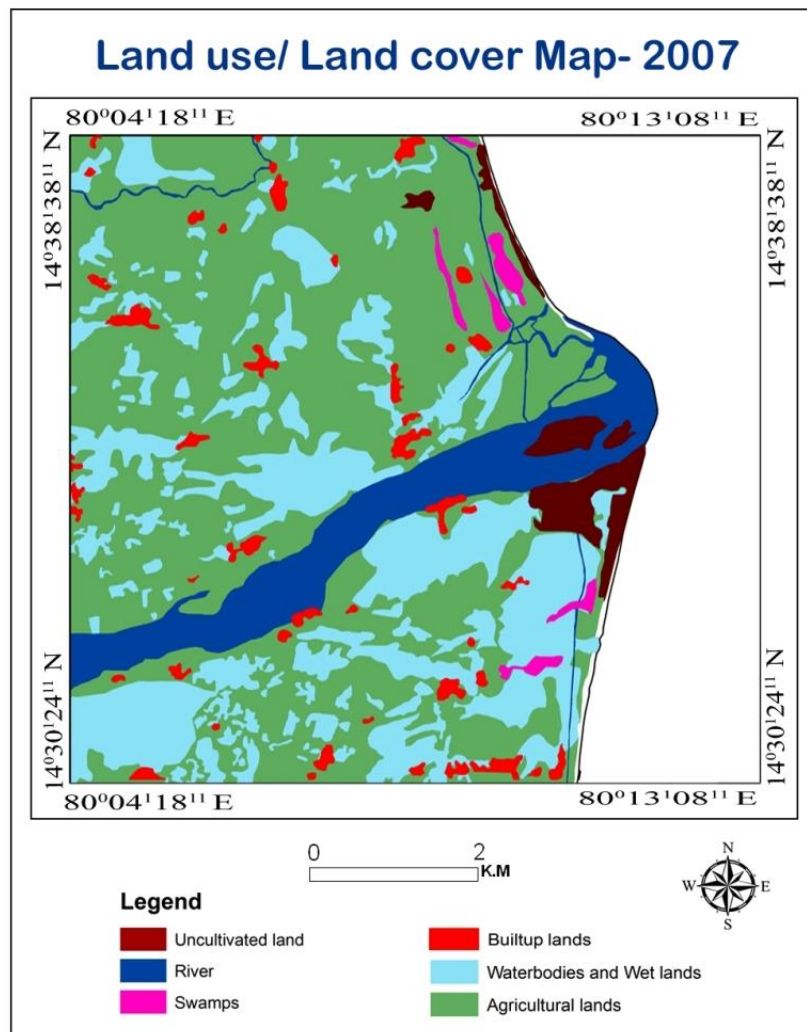 Land use/ Land cover Map- 2007
80⁰04¹18¹¹ E 80⁰13¹08¹¹ E
14⁰38¹38¹¹ N 14⁰38¹38¹¹ N
14⁰30¹24¹¹ N 14⁰30¹24¹¹ N
80⁰04¹18¹¹ E 80⁰13¹08¹¹ E
0 2
K.M
N
W E
S
Legend
Uncultivated land Builtup lands
River Waterbodies and Wet lands
Swamps Agricultural lands